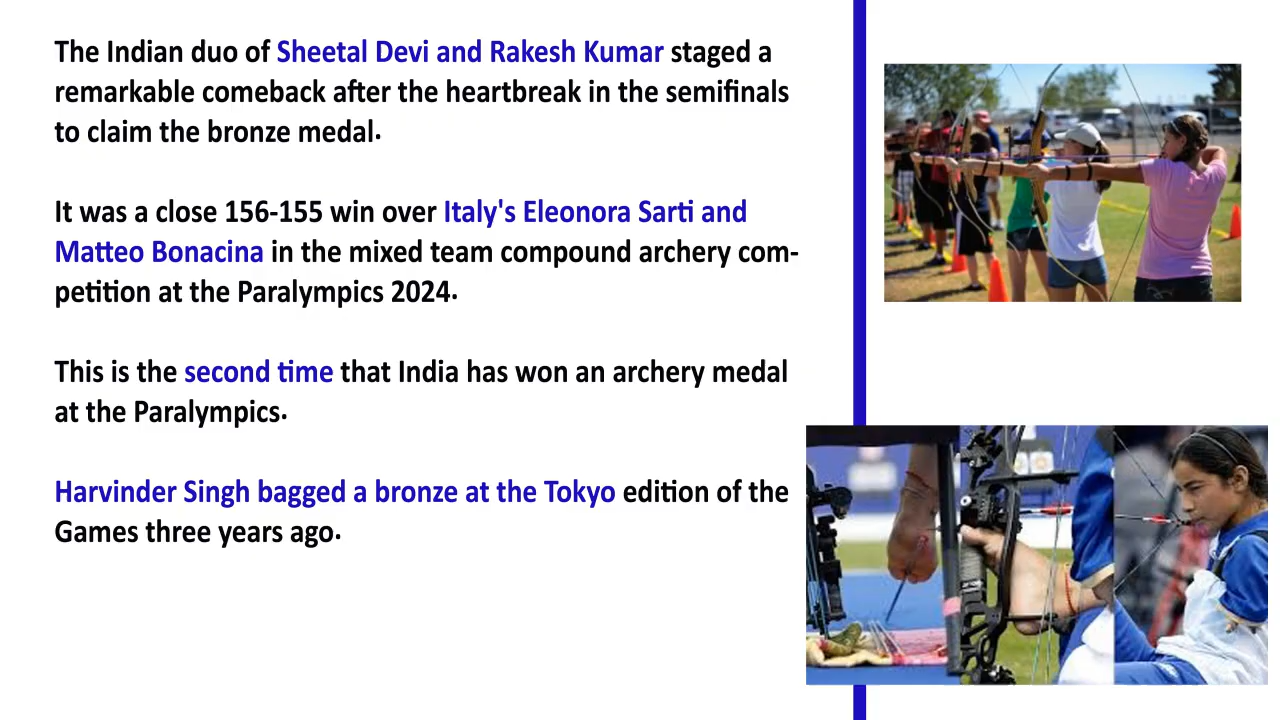 The Indian duo of Sheetal Devi and Rakesh Kumar staged a
remarkable comeback after the heartbreak in the semifinals
to claim the bronze medal.
It was a close 156-155 win over Italy's Eleonora Sarti and
Matteo Bonacina in the mixed team compound archery com-
petition at the Paralympics 2024.
This is the second time that India has won an archery medal
at the Paralympics.
Harvinder Singh bagged a bronze at the Tokyo edition of the
Games three years ago.